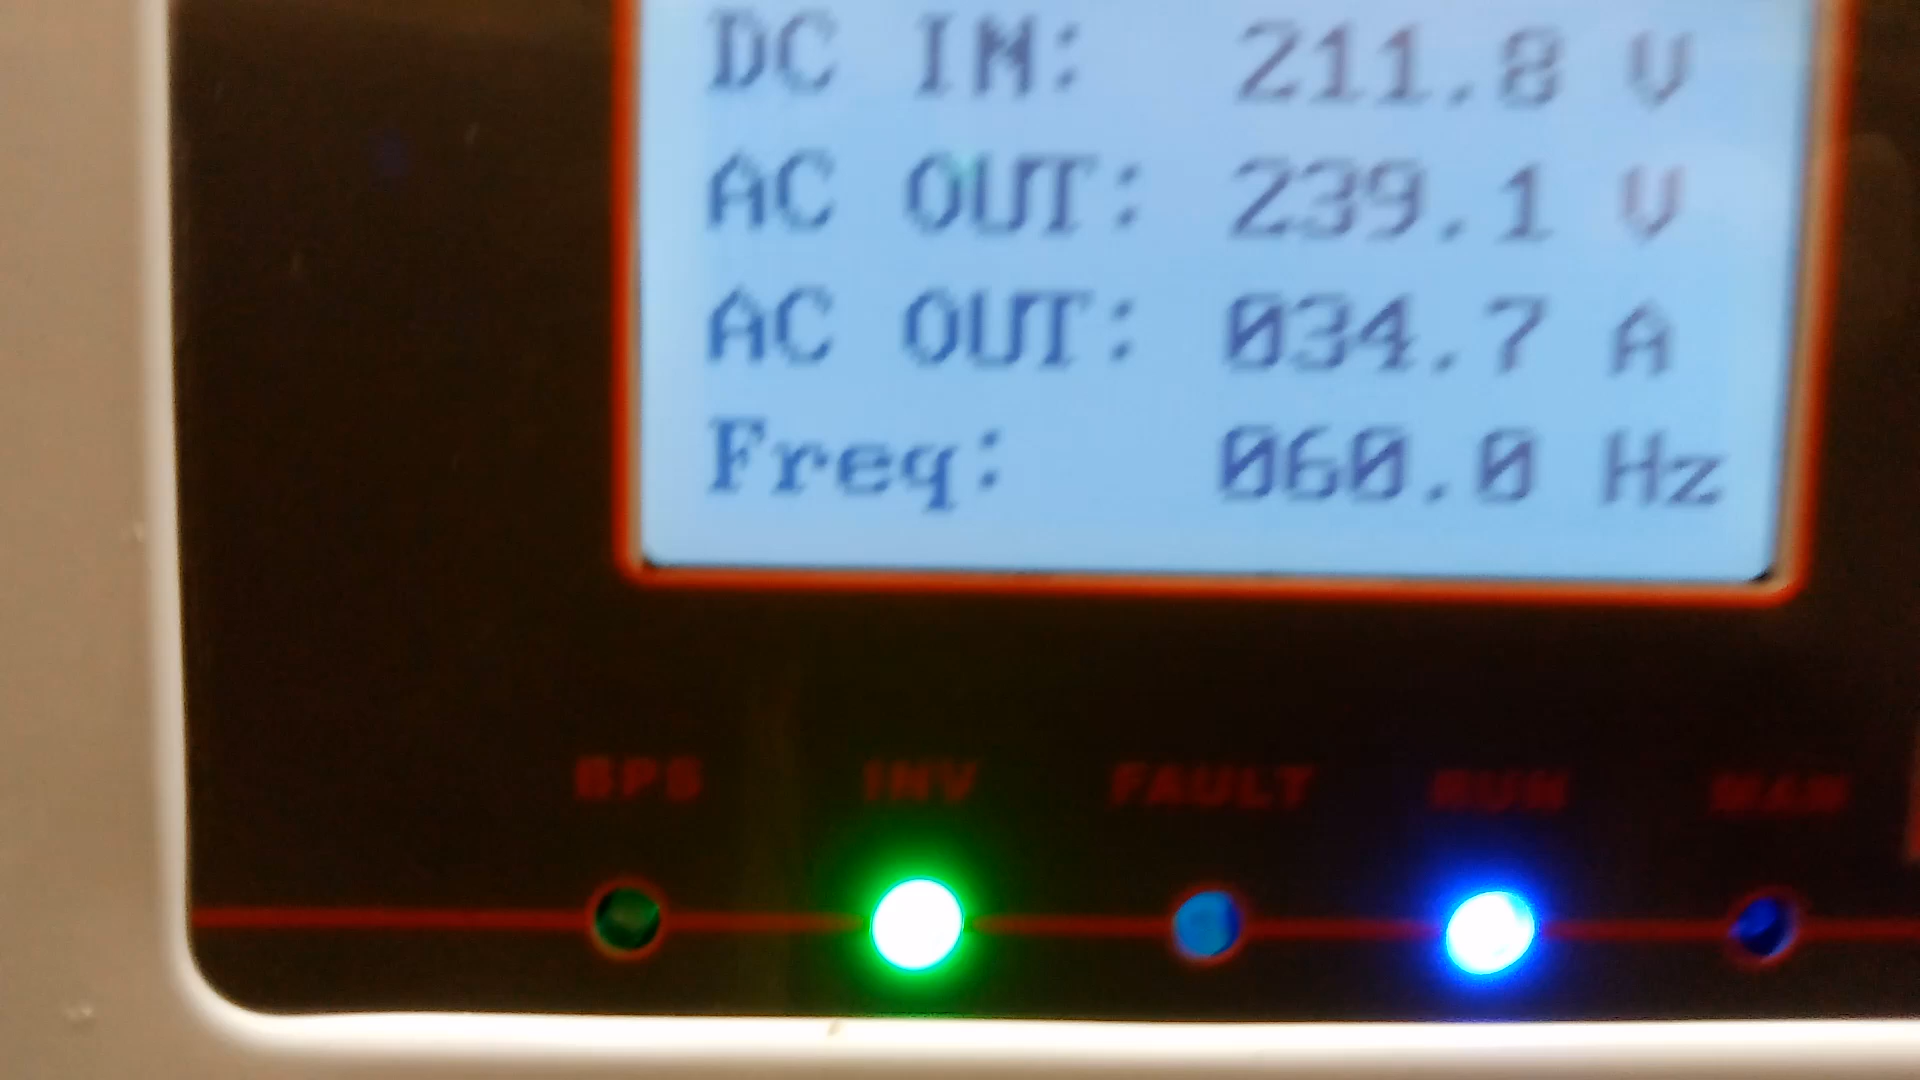 DC IN: 211.8 V
AC OUT: 239.1 V
AC OUT: 034.7 A
Freq: 060.0 Hz
BPS INV FAULT RUN MAN